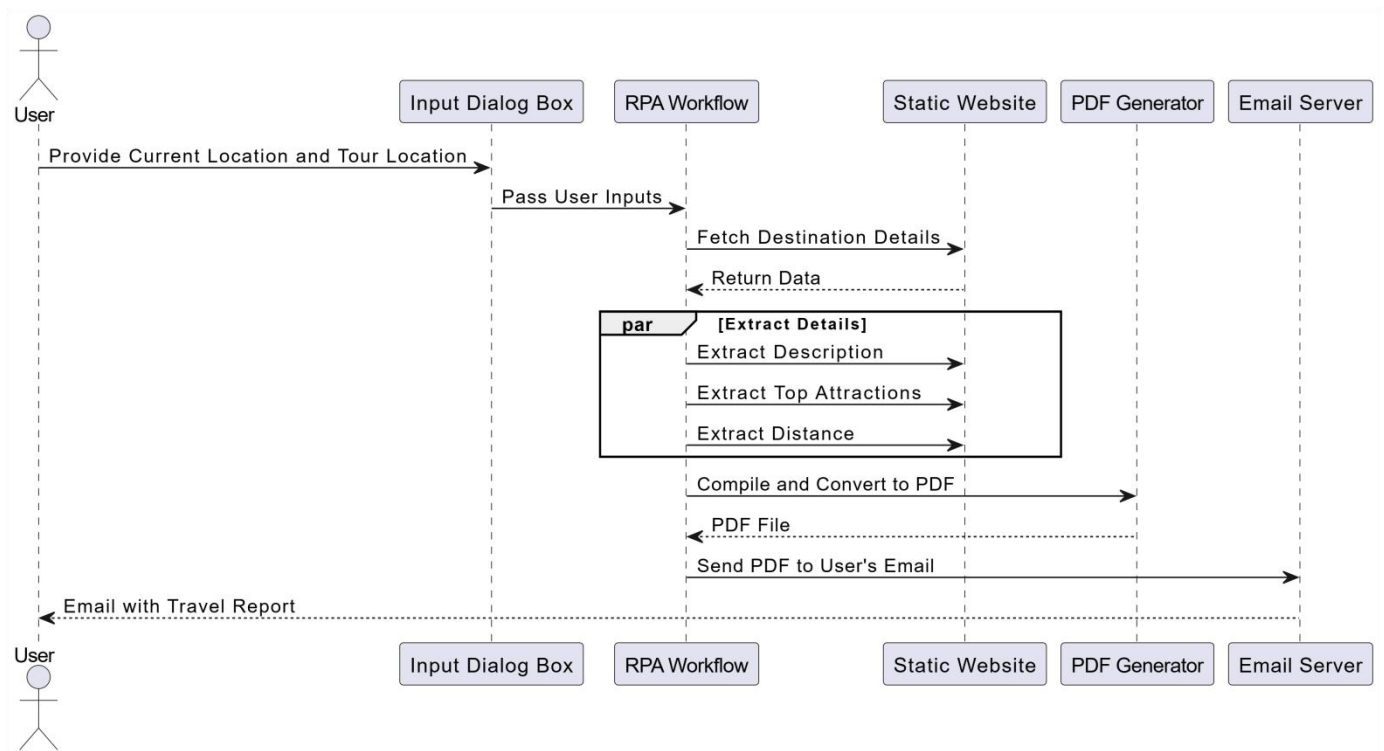 User
Input Dialog Box
RPA Workflow
Static Website
PDF Generator
Email Server
Provide Current Location and Tour Location
Pass User Inputs
Fetch Destination Details
Return Data
par
[Extract Details]
Extract Description
Extract Top Attractions
Extract Distance
Compile and Convert to PDF
PDF File
Send PDF to User's Email
Email with Travel Report
User
Input Dialog Box
RPA Workflow
Static Website
PDF Generator
Email Server